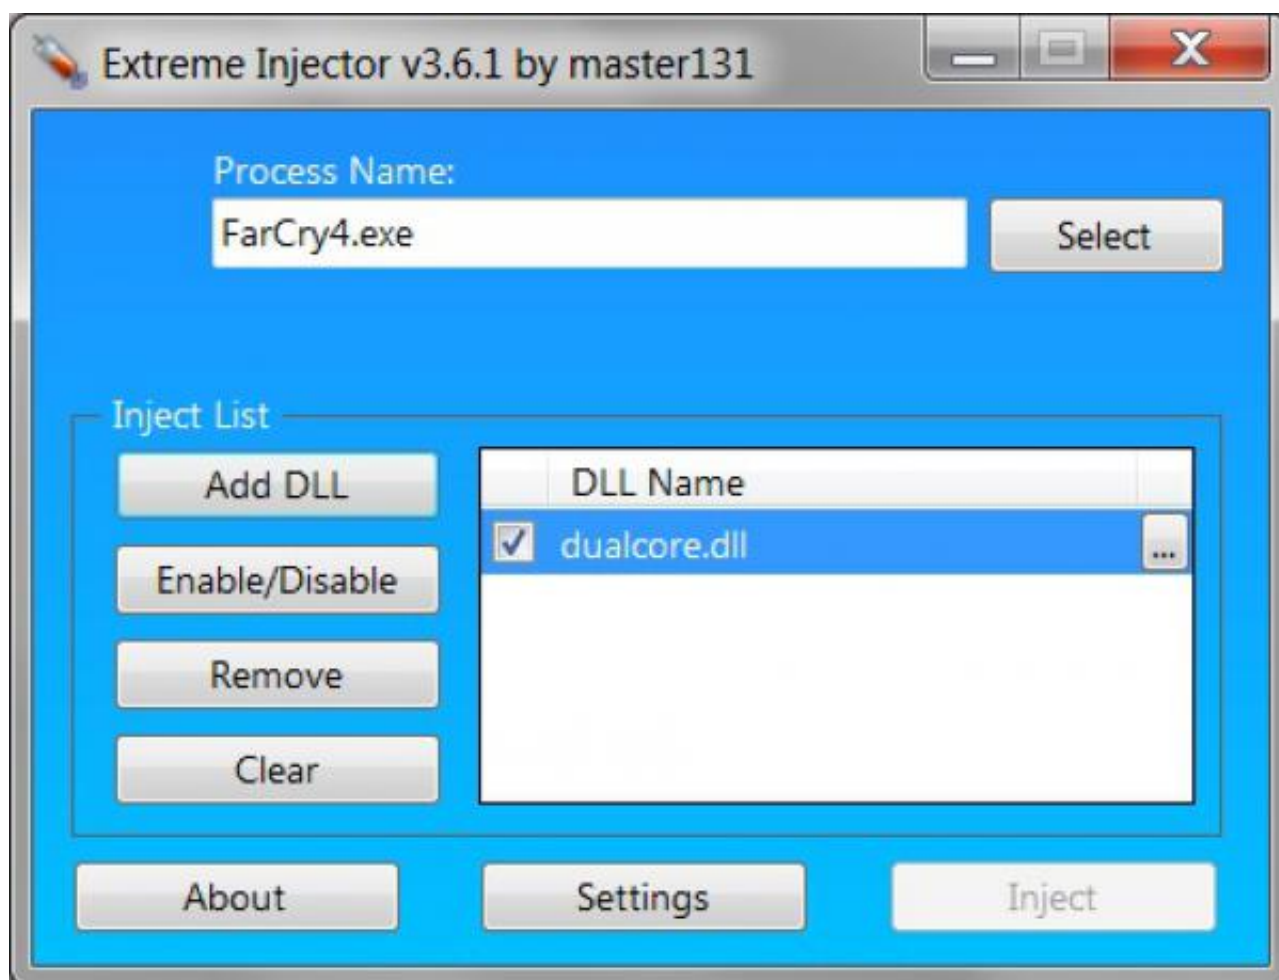 Extreme Injector v3.6.1 by master131
Process Name:
FarCry4.exe
Select
Inject List
Add DLL
Enable/Disable
Remove
Clear
DLL Name
dualcore.dll
...
About
Settings
Inject